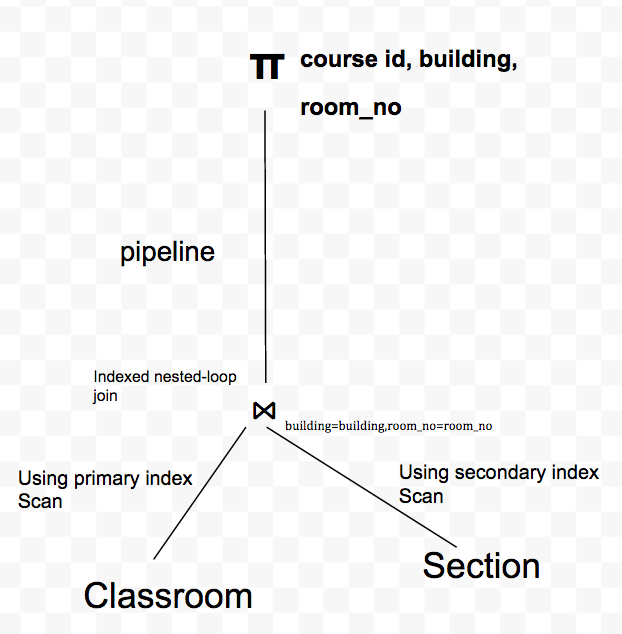 π course id, building,
room_no
pipeline
Indexed nested-loop
join
⋈
building=building,room_no=room_no
Using primary index
Scan
Using secondary index
Scan
Section
Classroom